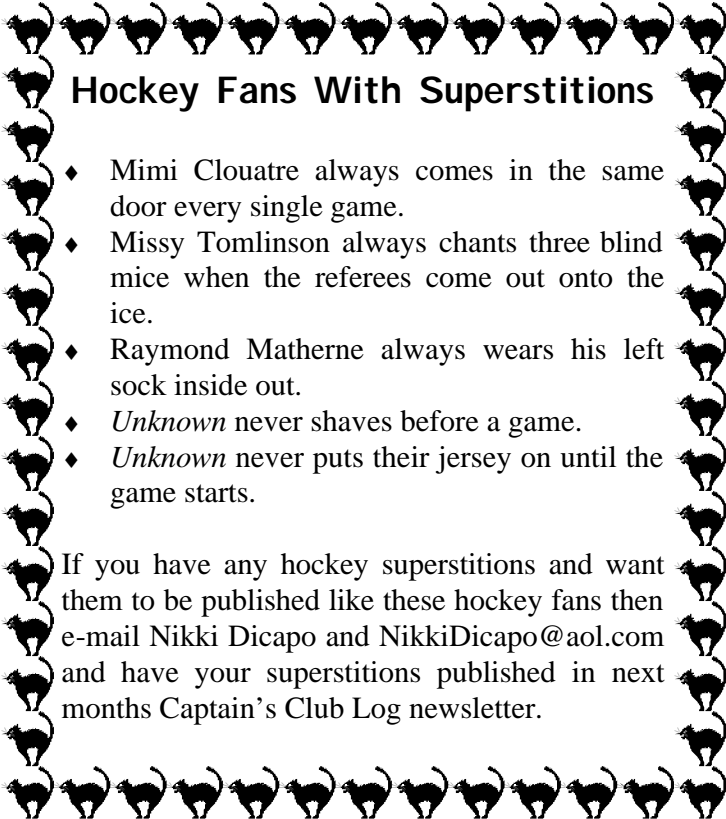 Hockey Fans With Superstitions
♦ Mimi Clouatre always comes in the same
door every single game.
♦ Missy Tomlinson always chants three blind
mice when the referees come out onto the
ice.
♦ Raymond Matherne always wears his left
sock inside out.
♦ Unknown never shaves before a game.
♦ Unknown never puts their jersey on until the
game starts.
If you have any hockey superstitions and want
them to be published like these hockey fans then
e-mail Nikki Dicapo and NikkiDicapo@aol.com
and have your superstitions published in next
months Captain's Club Log newsletter.